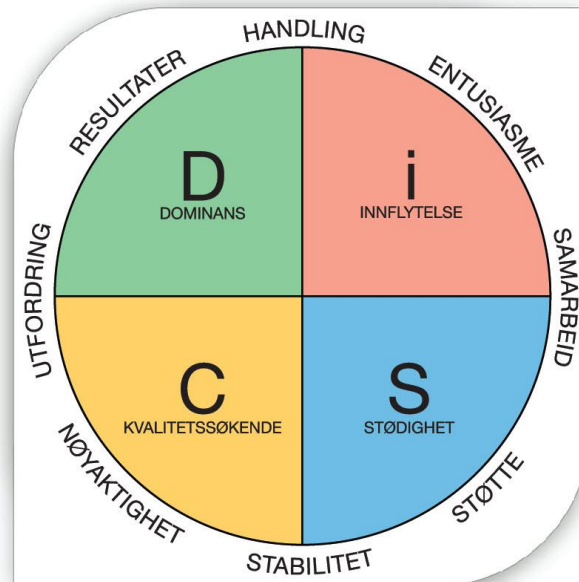 HANDLING
RESULTATER
ENTUSIASME
D
DOMINANS
i
INNFLYTELSE
UTFORDRING
SAMARBEID
C
KVALITETSSØKENDE
S
STØDIGHET
NØYAKTIGHET
STØTTE
STABILITET